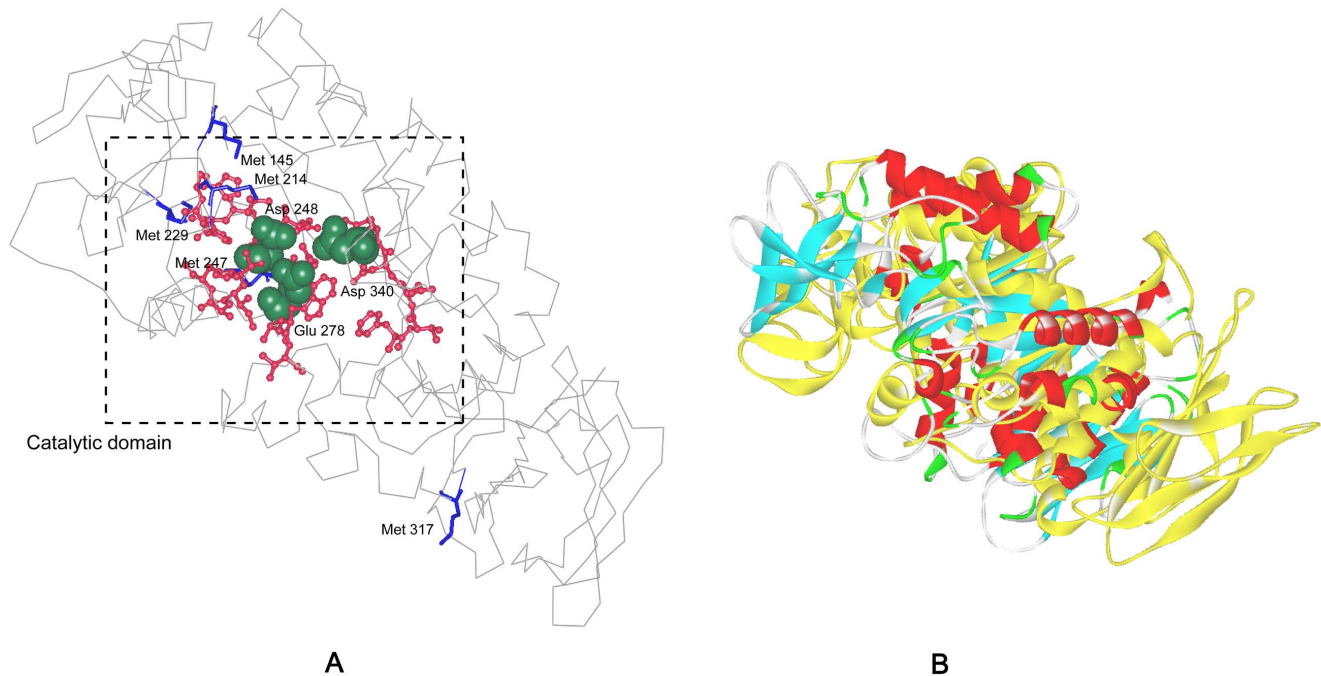 Met 145
Met 214
Asp 248
Met 229
Met 247
Asp 340
Glu 278
Catalytic domain
Met 317
A
B